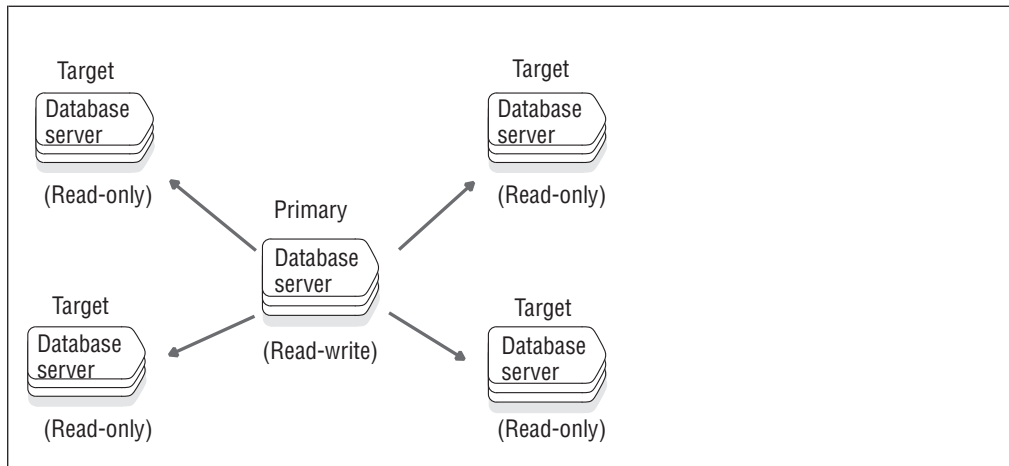 Target
Database
server
(Read-only)
Target
Database
server
(Read-only)
Primary
Database
server
(Read-write)
Target
Database
server
(Read-only)
Target
Database
server
(Read-only)